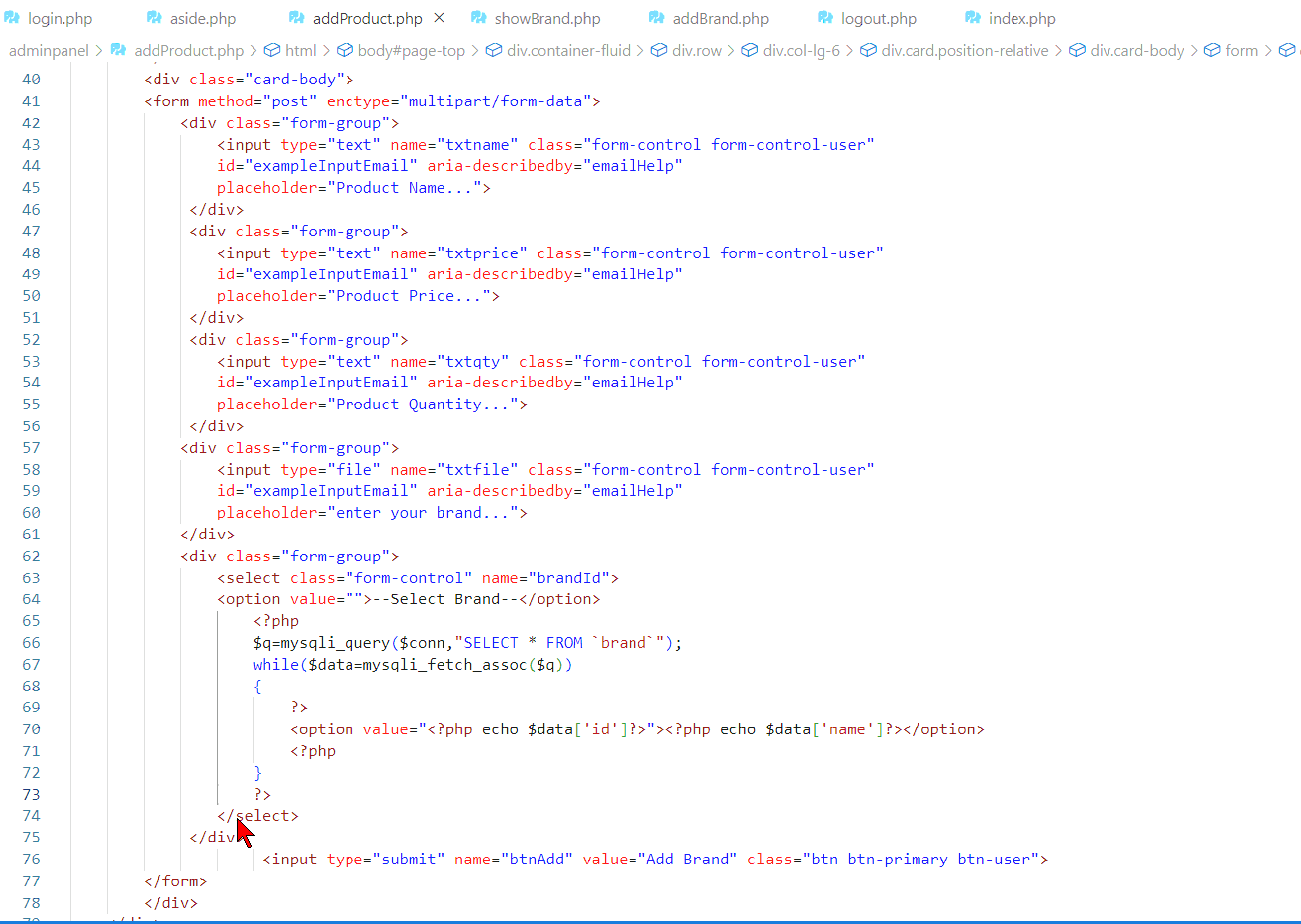 login.php aside.php addProduct.php × showBrand.php addBrand.php logout.php index.php
adminpanel > addProduct.php > html > body#page-top > div.container-fluid > div.row > div.col-lg-6 > div.card.position-relative > div.card-body > form >
40 <div class="card-body">
41 <form method="post" enctype="multipart/form-data">
42 <div class="form-group">
43 <input type="text" name="txtname" class="form-control form-control-user"
44 id="exampleInputEmail" aria-describedby="emailHelp"
45 placeholder="Product Name...">
46 </div>
47 <div class="form-group">
48 <input type="text" name="txtprice" class="form-control form-control-user"
49 id="exampleInputEmail" aria-describedby="emailHelp"
50 placeholder="Product Price...">
51 </div>
52 <div class="form-group">
53 <input type="text" name="txtqty" class="form-control form-control-user"
54 id="exampleInputEmail" aria-describedby="emailHelp"
55 placeholder="Product Quantity...">
56 </div>
57 <div class="form-group">
58 <input type="file" name="txtfile" class="form-control form-control-user"
59 id="exampleInputEmail" aria-describedby="emailHelp"
60 placeholder="enter your brand...">
61 </div>
62 <div class="form-group">
63 <select class="form-control" name="brandId">
64 <option value="">--Select Brand--</option>
65 <?php
66 $q=mysqli_query($conn,"SELECT * FROM `brand`");
67 while($data=mysqli_fetch_assoc($q))
68 {
69 ?>
70 <option value="<?php echo $data['id']?>"><?php echo $data['name']?></option>
71 <?php
72 }
73 ?>
74 </select>
75 </div
76 <input type="submit" name="btnAdd" value="Add Brand" class="btn btn-primary btn-user">
77 </form>
78 </div>